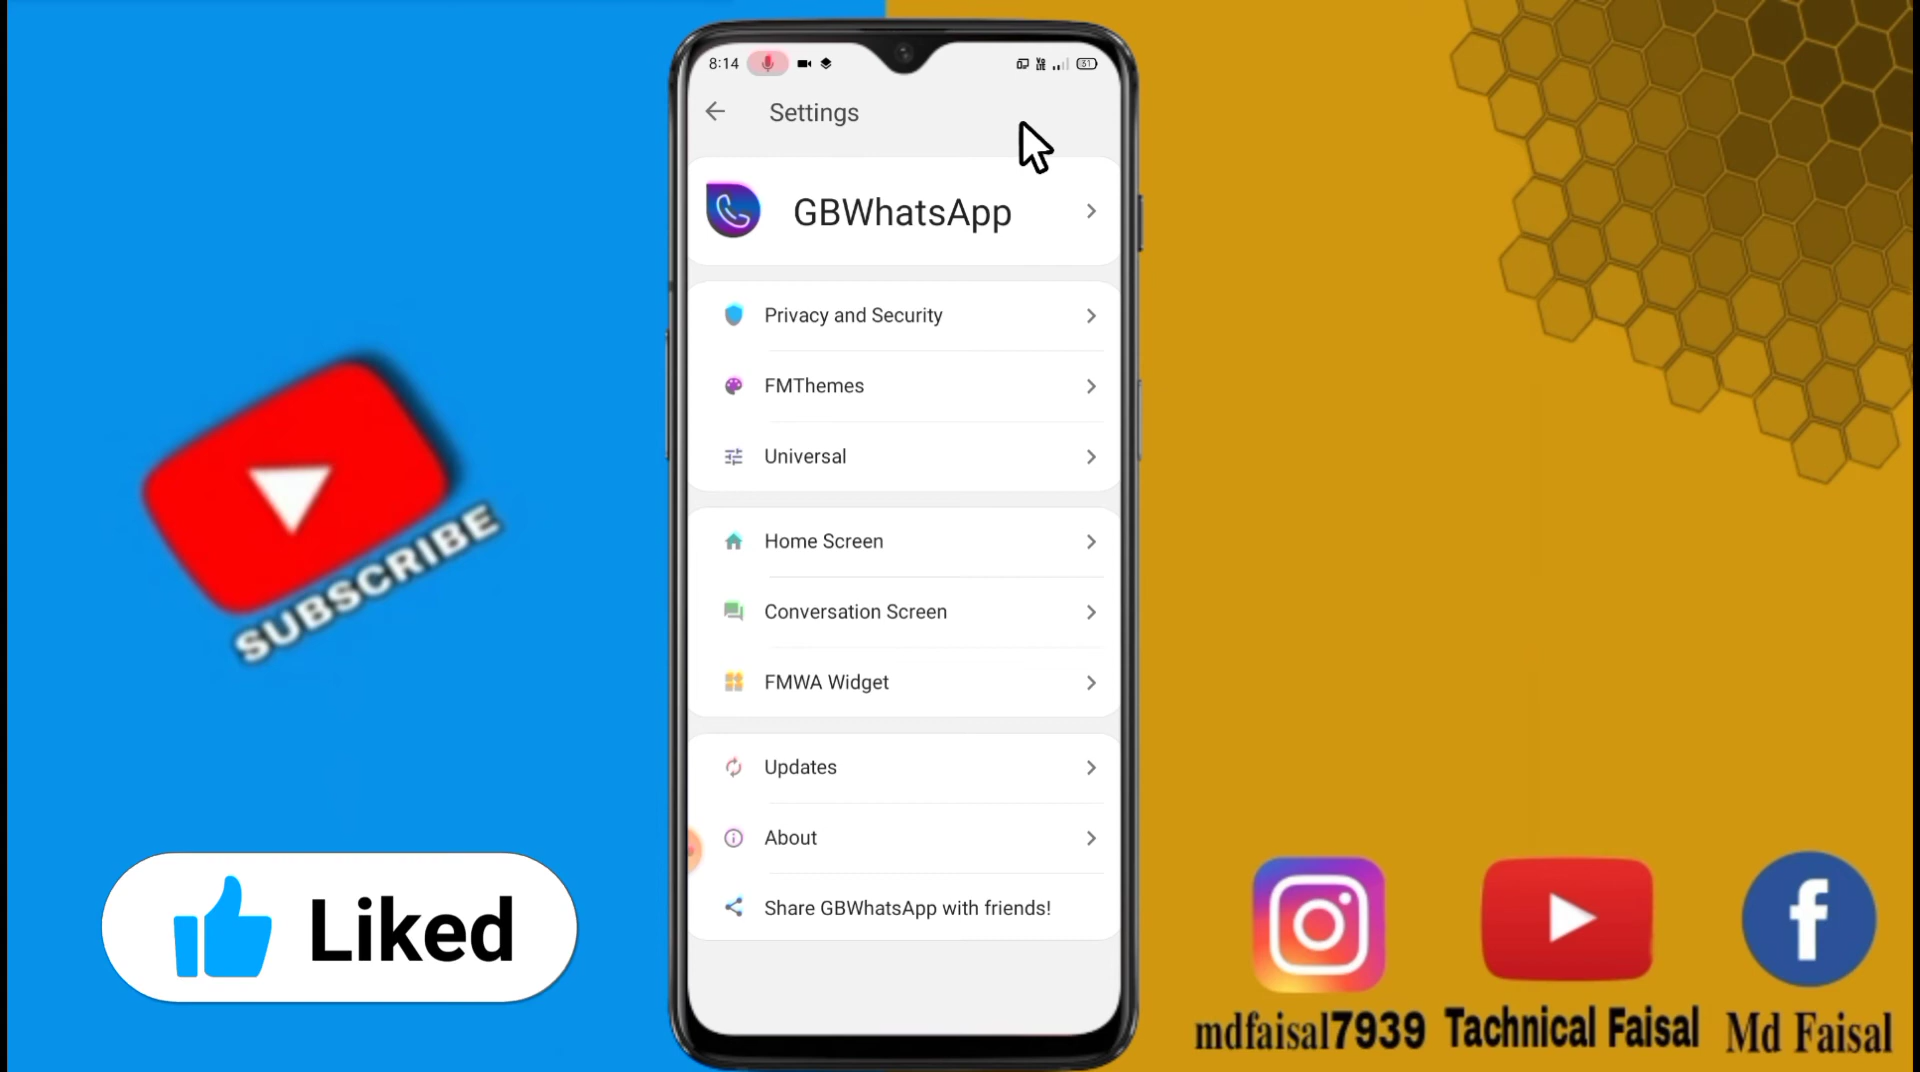 8:14
61
Settings
GBWhatsApp
Privacy and Security
FMThemes
Universal
Home Screen
Conversation Screen
FMWA Widget
Updates
About
Share GBWhatsApp with friends!
SUBSCRIBE
Liked
mdfaisal7939
Tachnical Faisal
Md Faisal